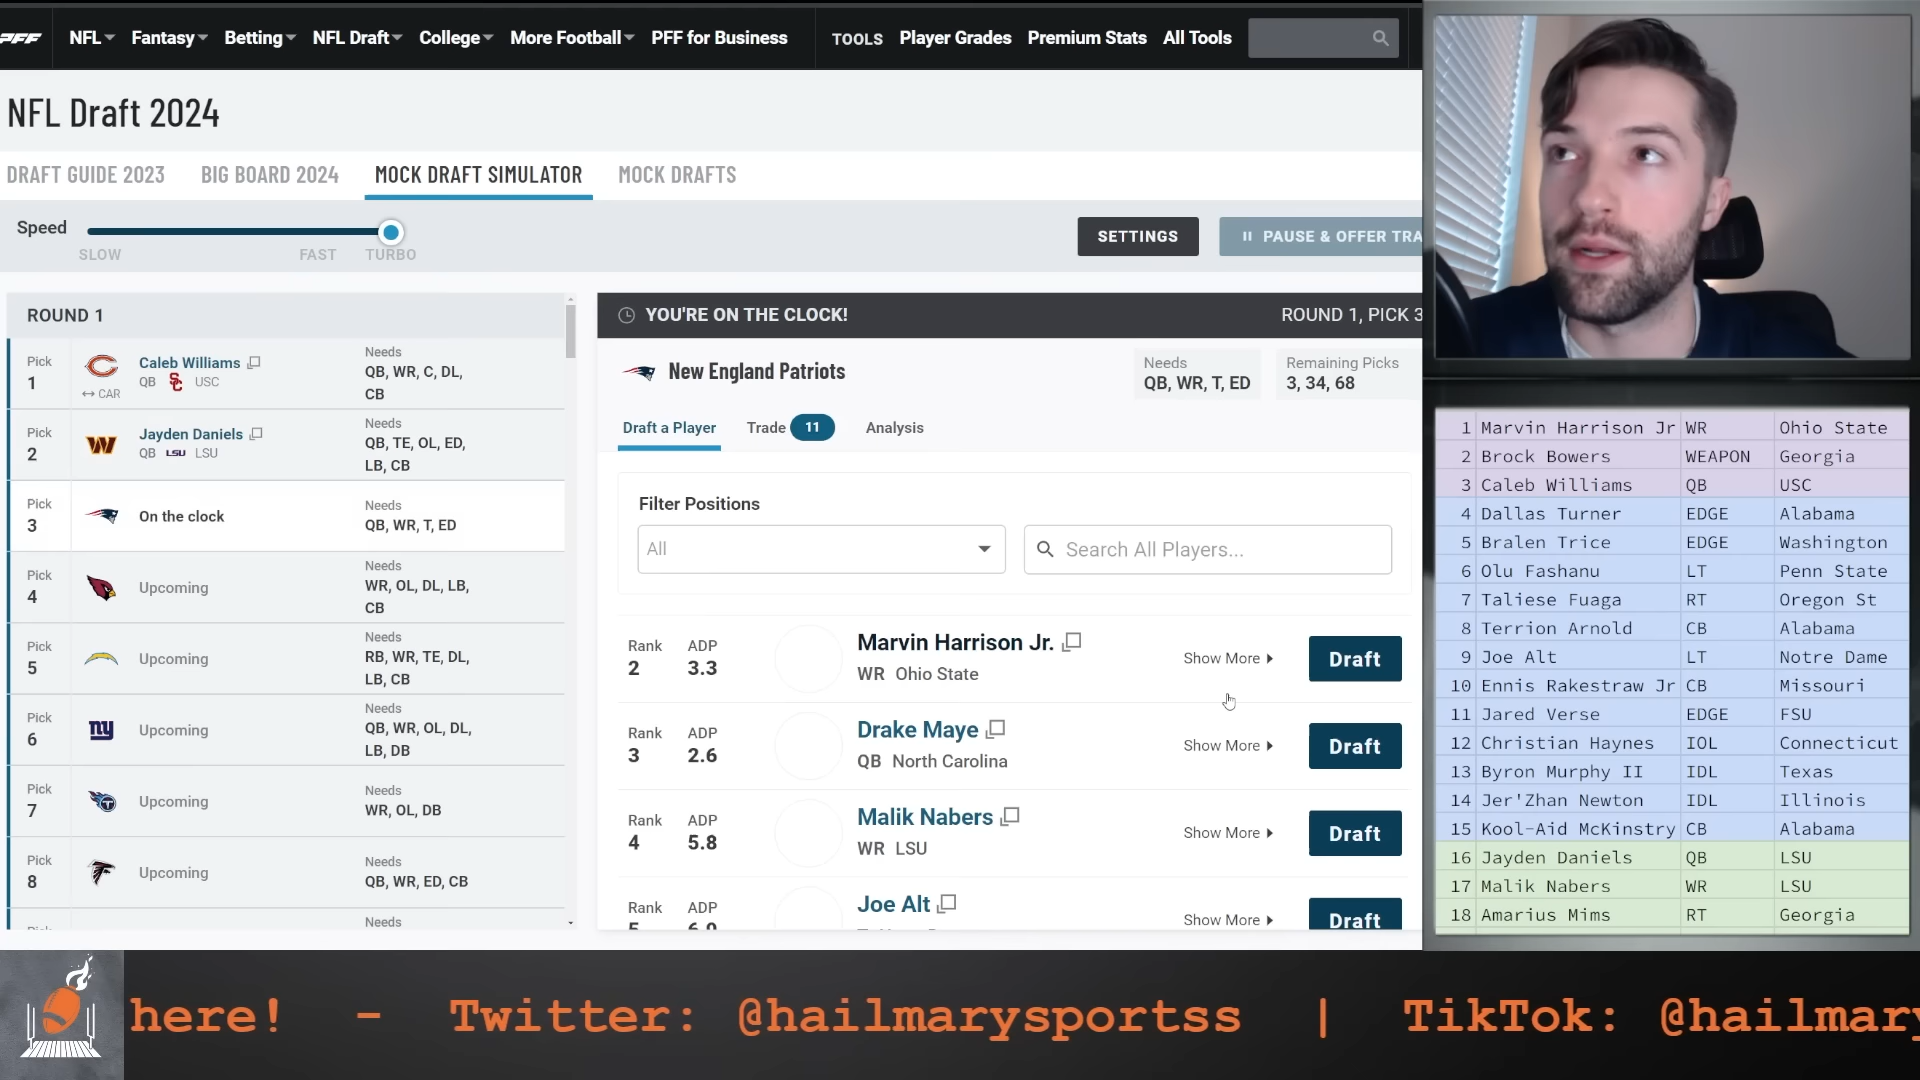 PFF NFL Fantasy Betting NFL Draft College More Football PFF for Business TOOLS Player Grades Premium Stats All Tools
NFL Draft 2024
DRAFT GUIDE 2023 BIG BOARD 2024 MOCK DRAFT SIMULATOR MOCK DRAFTS
Speed
SLOW FAST TURBO
SETTINGS
PAUSE & OFFER TRA
ROUND 1
Pick 1
CAR
Caleb Williams
QB SC USC
Needs
QB, WR, C, DL,
CB
Pick 2
W
Jayden Daniels
QB LSU LSU
Needs
QB, TE, OL, ED,
LB, CB
Pick 3
On the clock
Needs
QB, WR, T, ED
Pick 4
Upcoming
Needs
WR, OL, DL, LB,
CB
Pick 5
Upcoming
Needs
RB, WR, TE, DL,
LB, CB
Pick 6
ny
Upcoming
Needs
QB, WR, OL, DL,
LB, DB
Pick 7
Upcoming
Needs
WR, OL, DB
Pick 8
Upcoming
Needs
QB, WR, ED, CB
Needs
YOU'RE ON THE CLOCK!
ROUND 1, PICK 3
New England Patriots
Needs
QB, WR, T, ED
Remaining Picks
3, 34, 68
Draft a Player Trade 11 Analysis
Filter Positions
All
Search All Players...
Rank ADP
2 3.3
Marvin Harrison Jr.
WR Ohio State
Show More
Draft
Rank ADP
3 2.6
Drake Maye
QB North Carolina
Show More
Draft
Rank ADP
4 5.8
Malik Nabers
WR LSU
Show More
Draft
Rank ADP
Joe Alt
Show More
Draft
1 Marvin Harrison Jr WR Ohio State
2 Brock Bowers WEAPON Georgia
3 Caleb Williams QB USC
4 Dallas Turner EDGE Alabama
5 Bralen Trice EDGE Washington
6 Olu Fashanu LT Penn State
7 Taliese Fuaga RT Oregon St
8 Terrion Arnold CB Alabama
9 Joe Alt LT Notre Dame
10 Ennis Rakestraw Jr CB Missouri
11 Jared Verse EDGE FSU
12 Christian Haynes IOL Connecticut
13 Byron Murphy II IDL Texas
14 Jer'Zhan Newton IDL Illinois
15 Kool-Aid McKinstry CB Alabama
16 Jayden Daniels QB LSU
17 Malik Nabers WR LSU
18 Amarius Mims RT Georgia
here! - Twitter: @hailmarysportss | TikTok: @hailmary